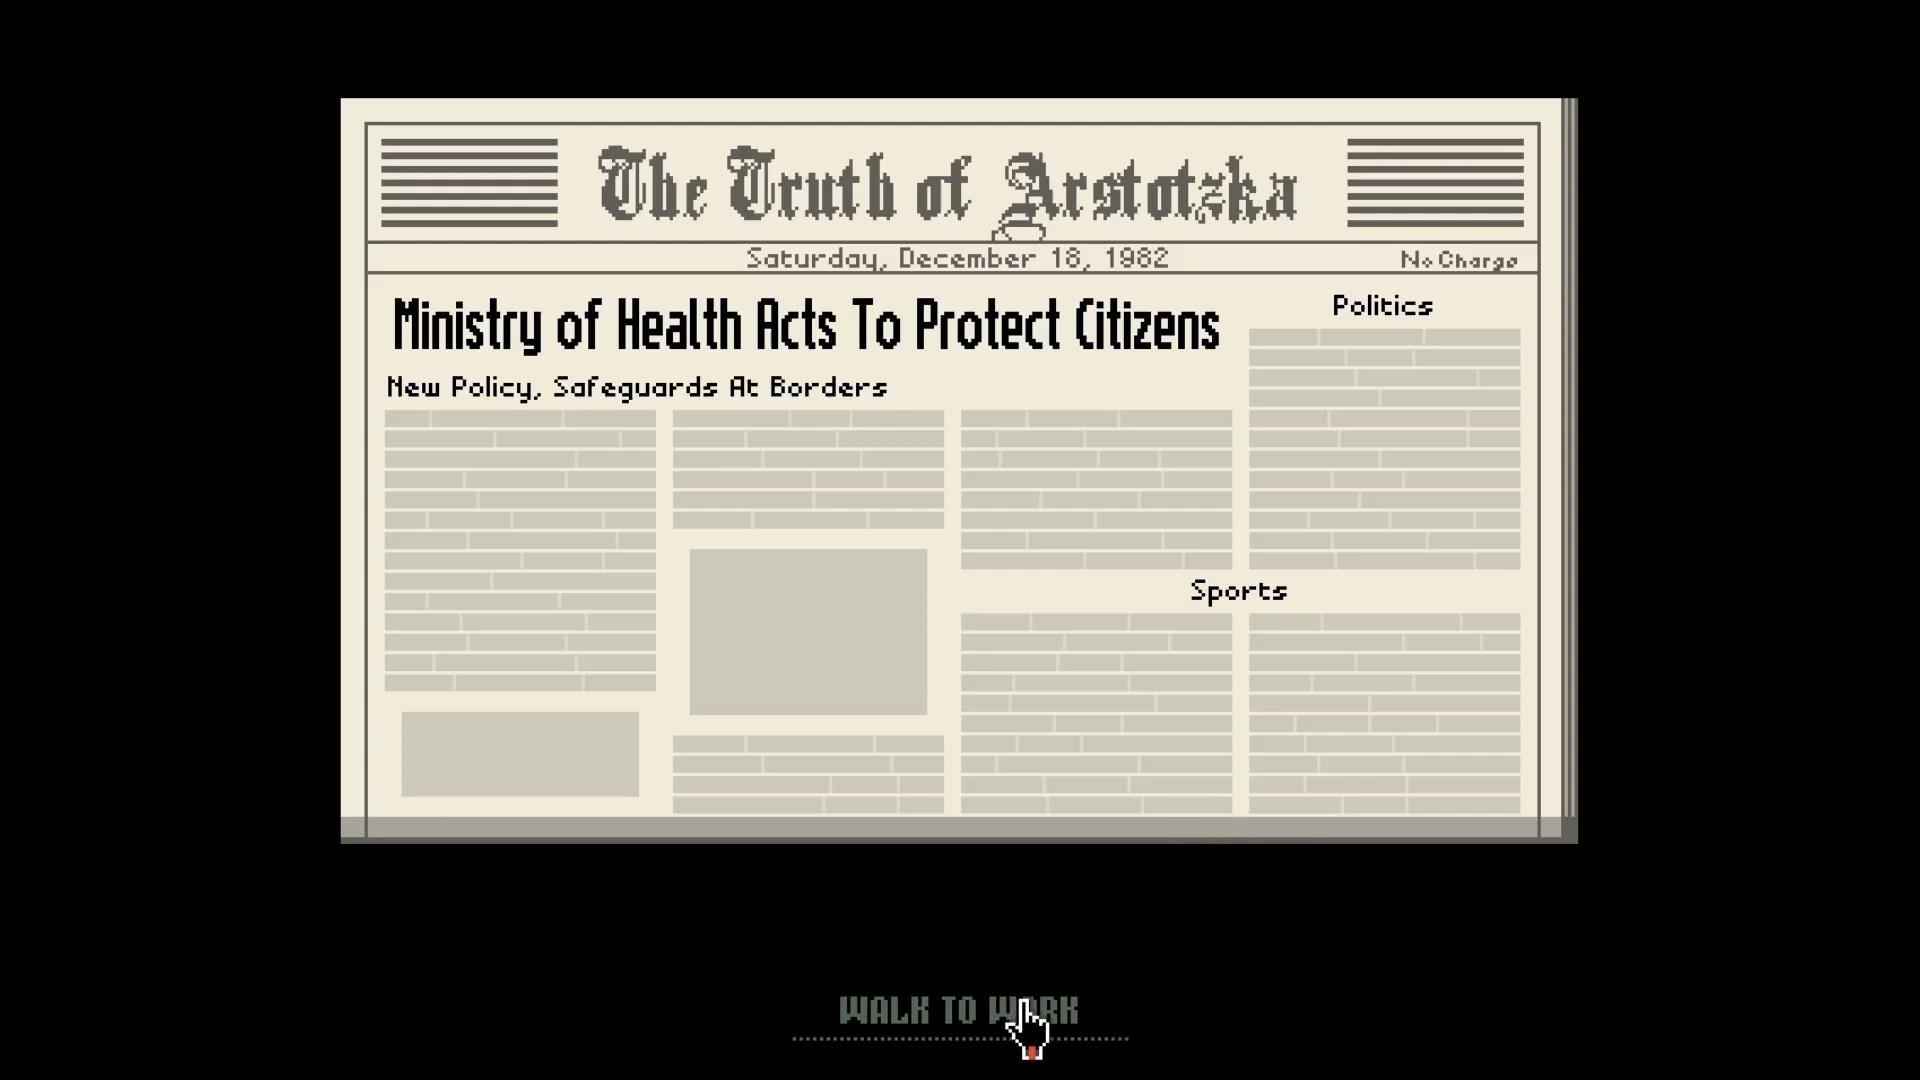 The Truth of Arstotzka
Saturday, December 18, 1982
No Charge
Ministry of Health Acts To Protect Citizens
New Policy, Safeguards At Borders
Politics
Sports
WALK TO WORK